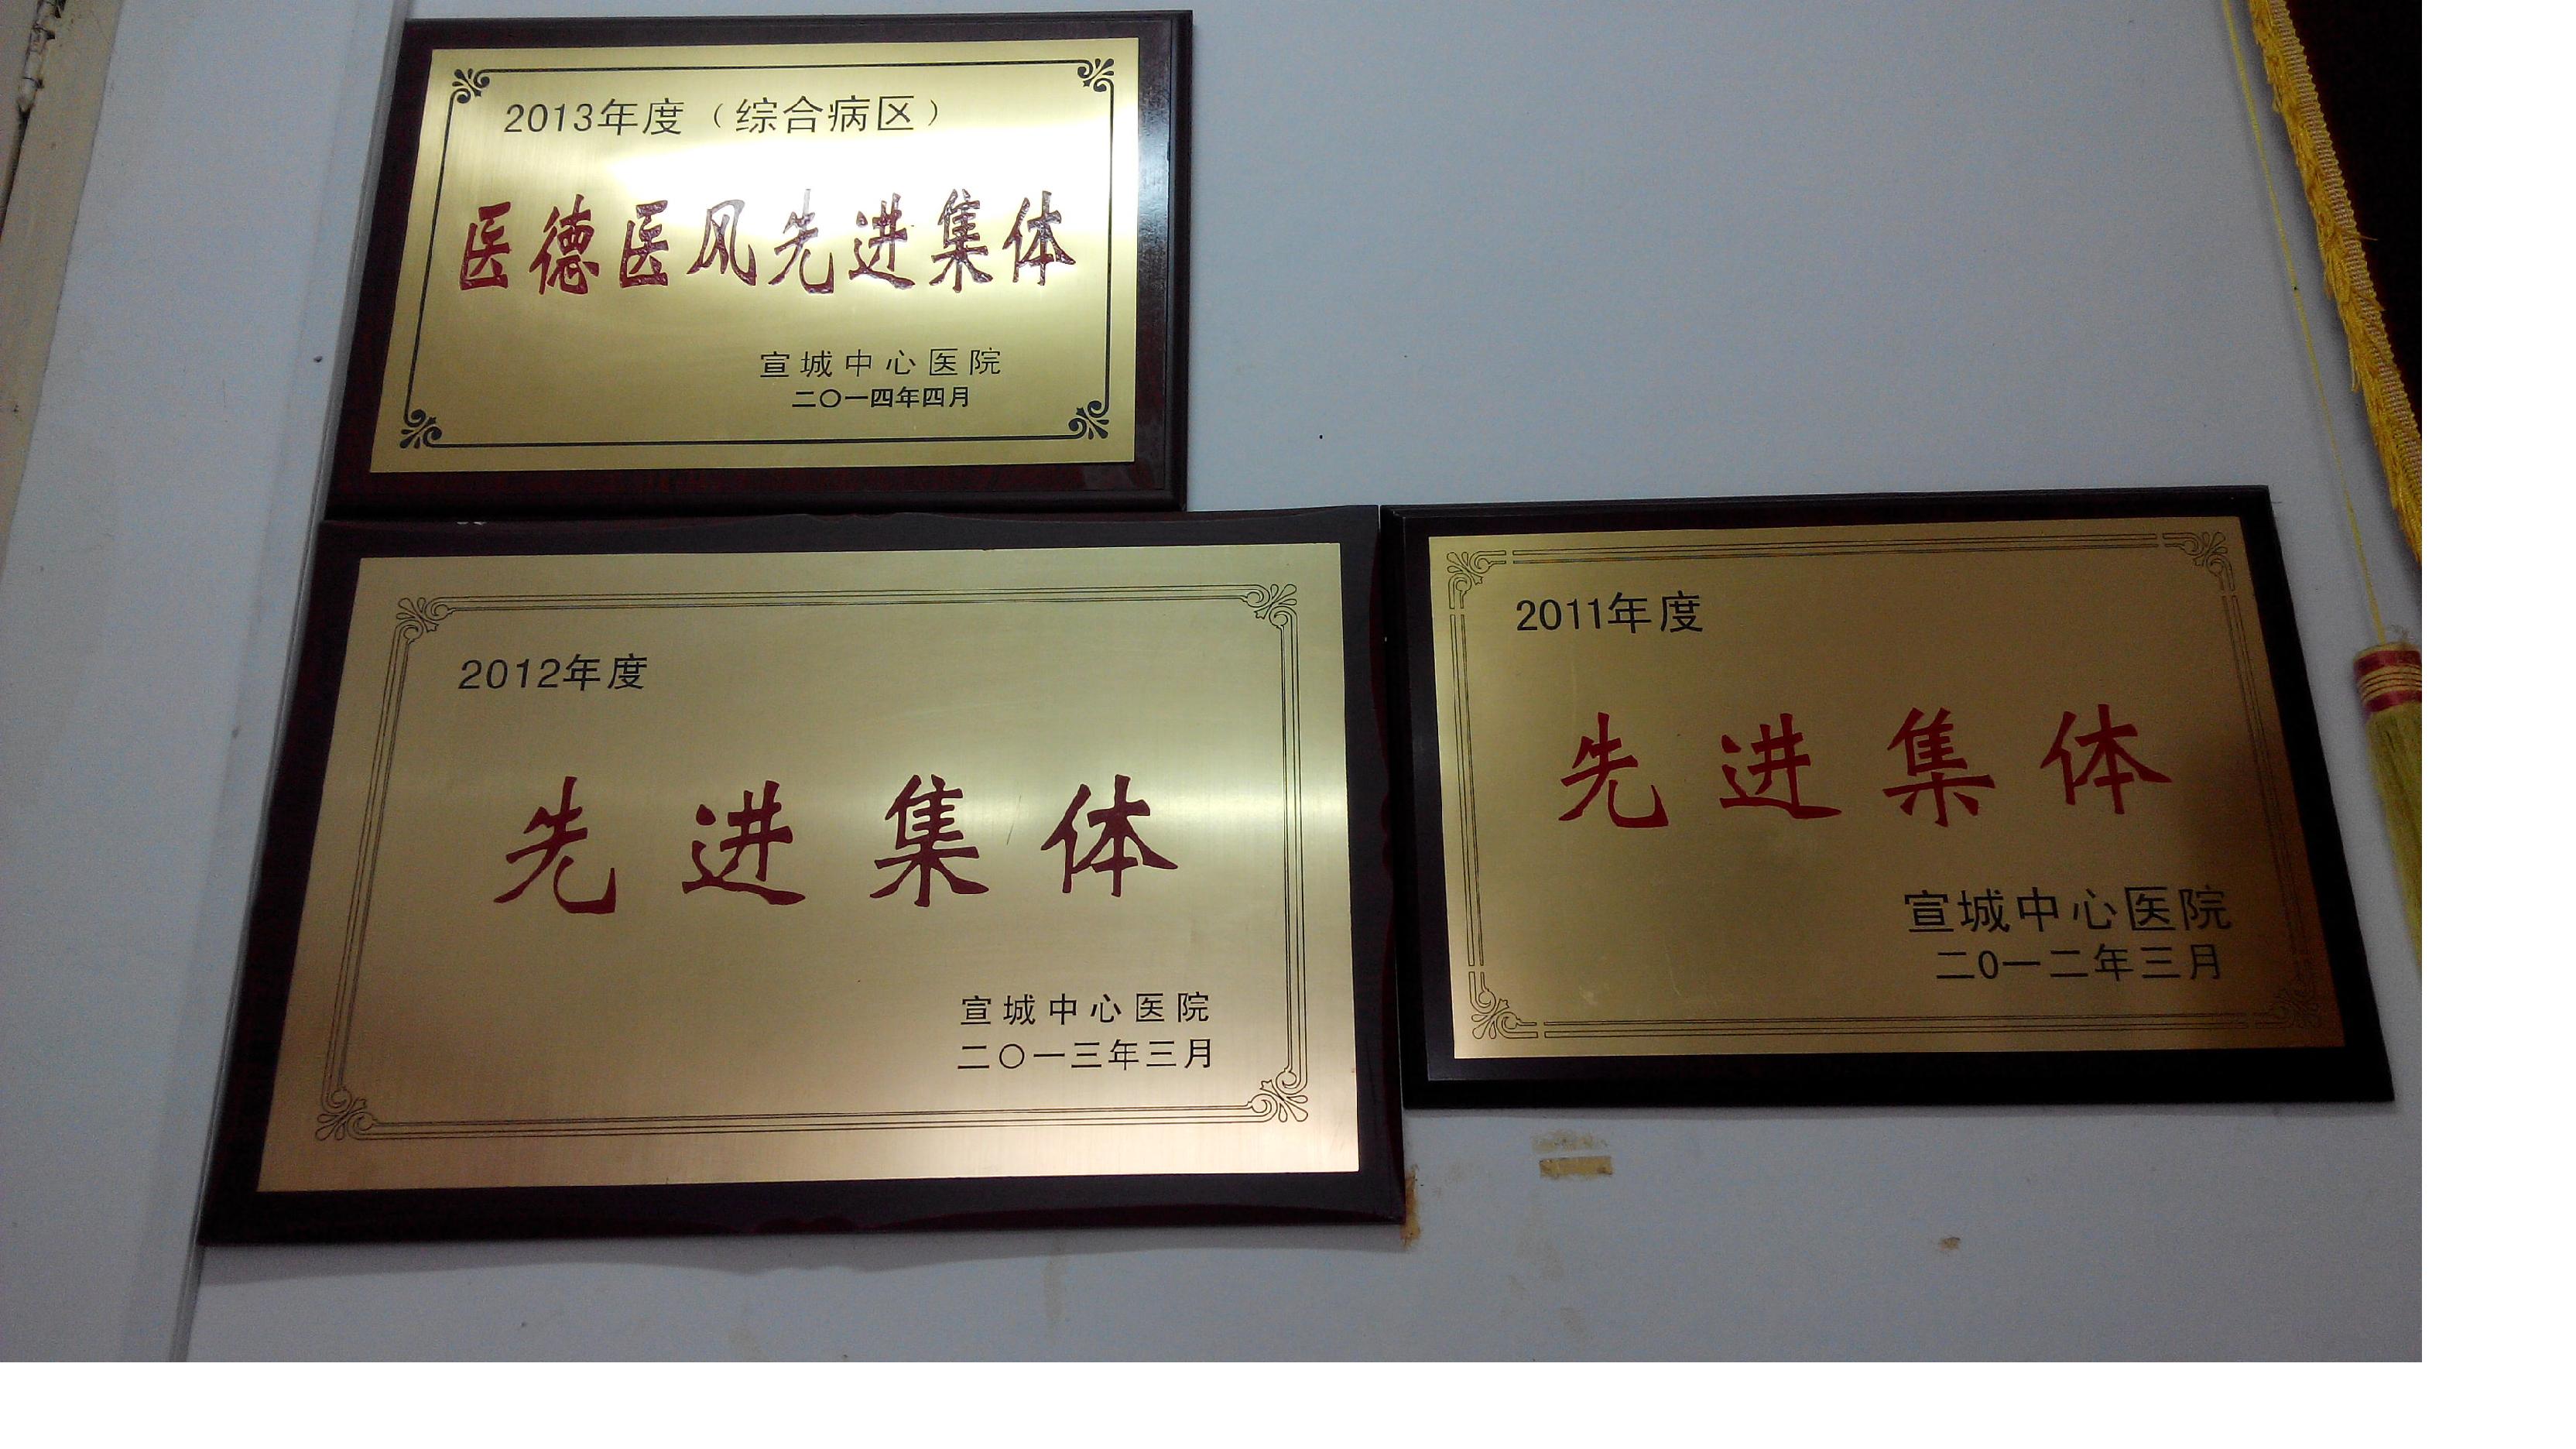 2013年度（综合病区）
医德医风先进集体
宣城中心医院
二〇一四年四月
2012年度
先进集体
宣城中心医院
二〇一三年三月
2011年度
先进集体
宣城中心医院
二0一二年三月